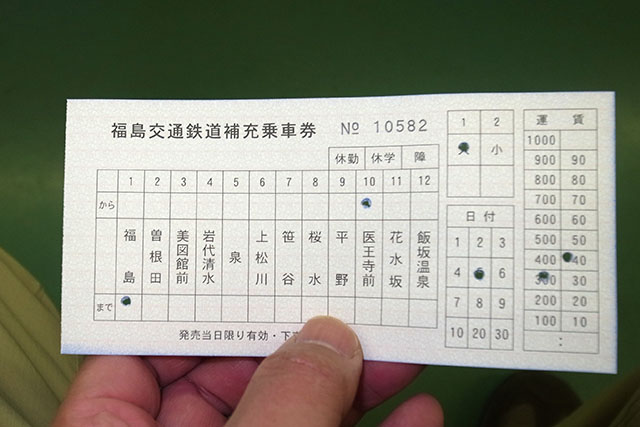 福島交通鉄道補充乗車券 № 10582
休勤 休学 障
1 2 3 4 5 6 7 8 9 10 11 12
から
福島 曽根田 美図館前 岩代清水 泉 上松川 笹谷 桜水 平野 医王寺前 花水坂 飯坂温泉
まで
発売当日限り有効・下
1 2
大 小
日付
1 2 3
4 5 6
7 8 9
10 20 30
運賃
1000
900 90
800 80
700 70
600 60
500 50
400 40
300 30
200 20
100 10
: